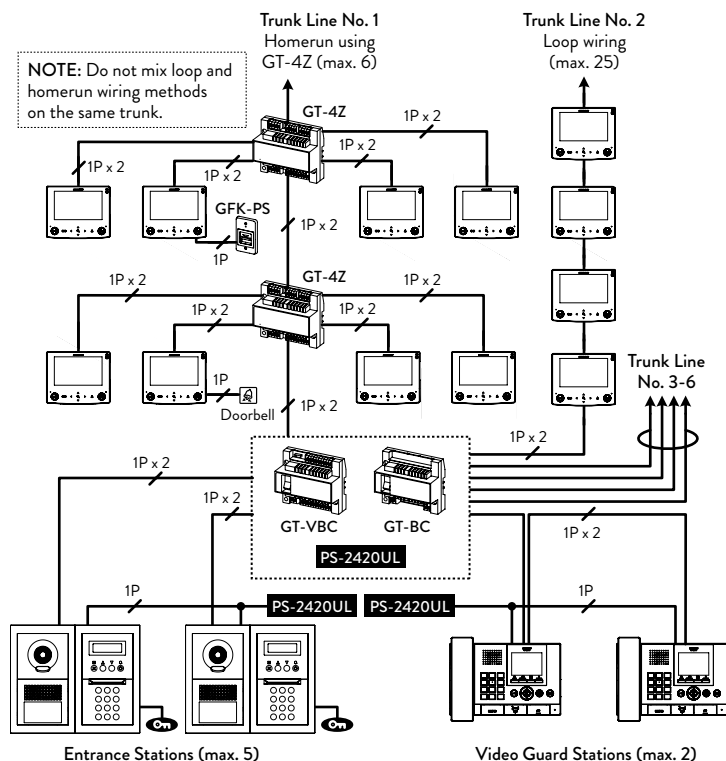 Trunk Line No. 1
Homerun using
GT-4Z (max. 6)
Trunk Line No. 2
Loop wiring
(max. 25)
NOTE: Do not mix loop and
homerun wiring methods
on the same trunk.
GT-4Z
1P x 2
1P x 2
1P x 2
1P x 2
GFK-PS
1P
1P x 2
GT-4Z
1P x 2
1P x 2
1P x 2
1P x 2
1P
Doorbell
1P x 2
Trunk Line
No. 3-6
1P x 2
1P x 2
1P x 2
GT-VBC
GT-BC
PS-2420UL
1P x 2
1P
PS-2420UL
PS-2420UL
1P
Entrance Stations (max. 5)
Video Guard Stations (max. 2)